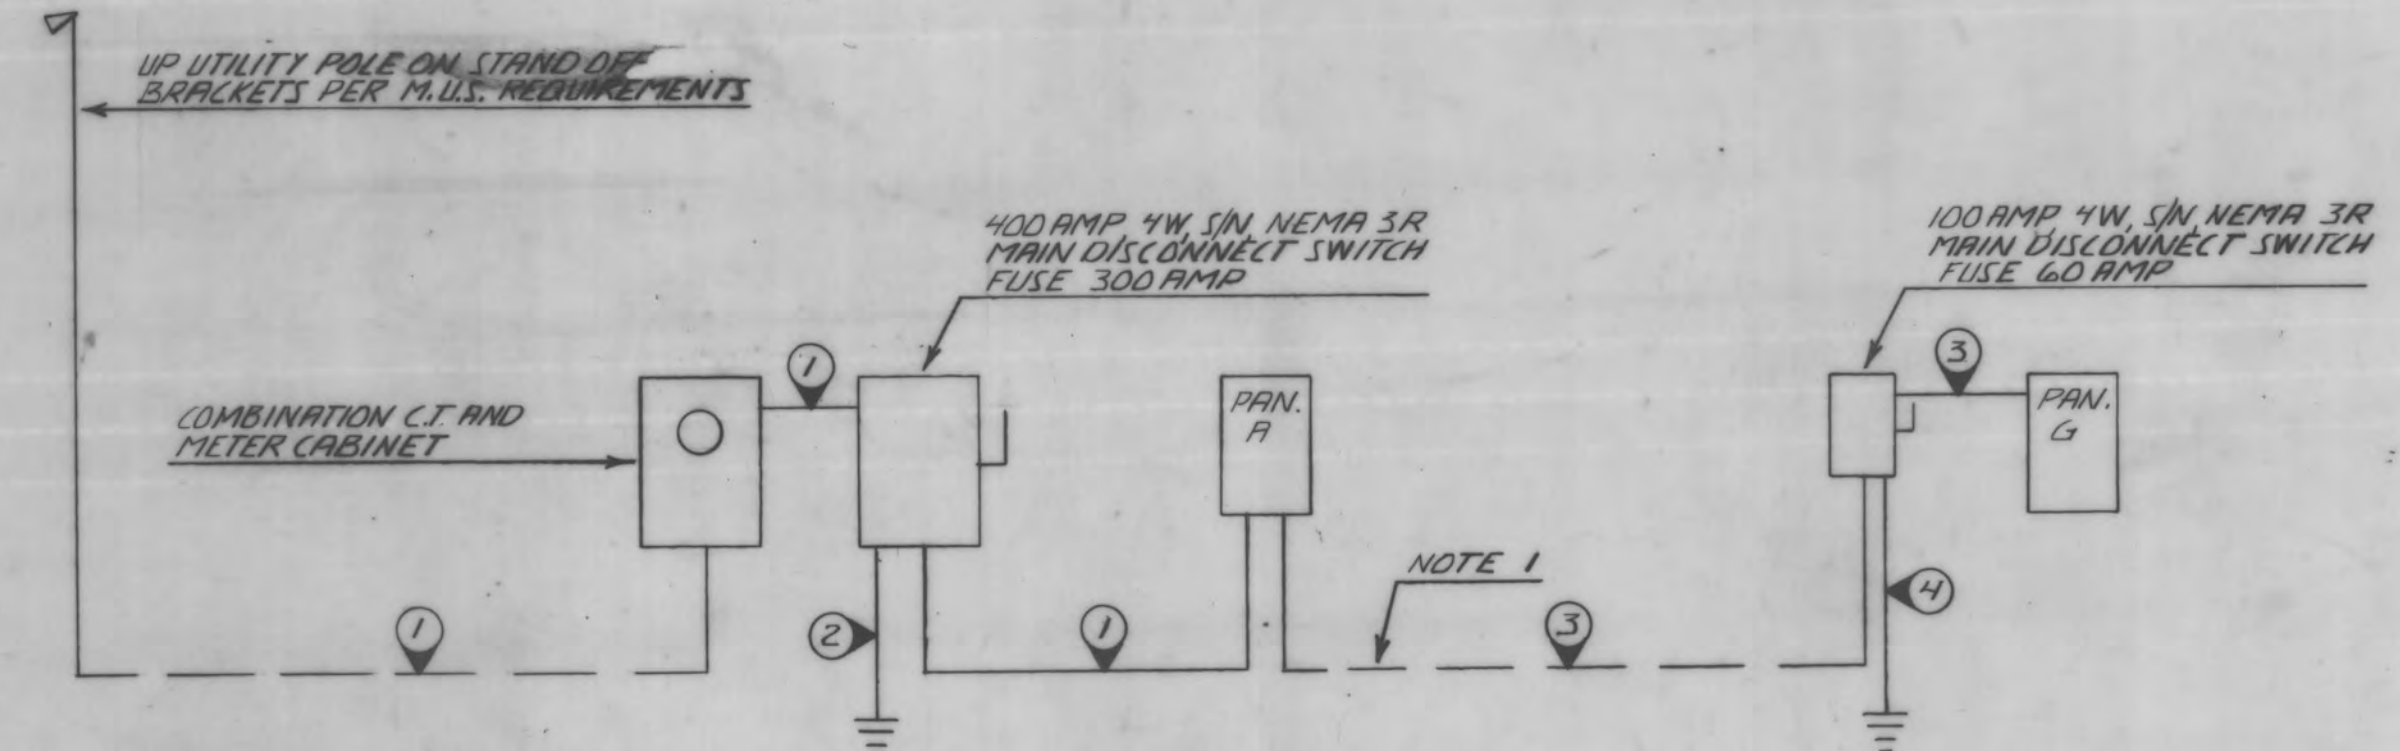 UP UTILITY POLE ON STAND OFF
BRACKETS PER M.U.S. REQUIREMENTS
400 AMP, 4W, S/N, NEMA 3R
MAIN DISCONNECT SWITCH
FUSE 300 AMP
100 AMP, 4W, S/N, NEMA 3R
MAIN DISCONNECT SWITCH
FUSE 60 AMP
1
3
COMBINATION C.T. AND
METER CABINET
PAN.
A
PAN.
G
NOTE 1
1
2
1
3
4